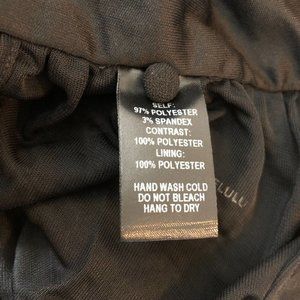 SELF:
97% POLYESTER
3% SPANDEX
CONTRAST:
100% POLYESTER
LINING:
100% POLYESTER
HAND WASH COLD
DO NOT BLEACH
HANG TO DRY